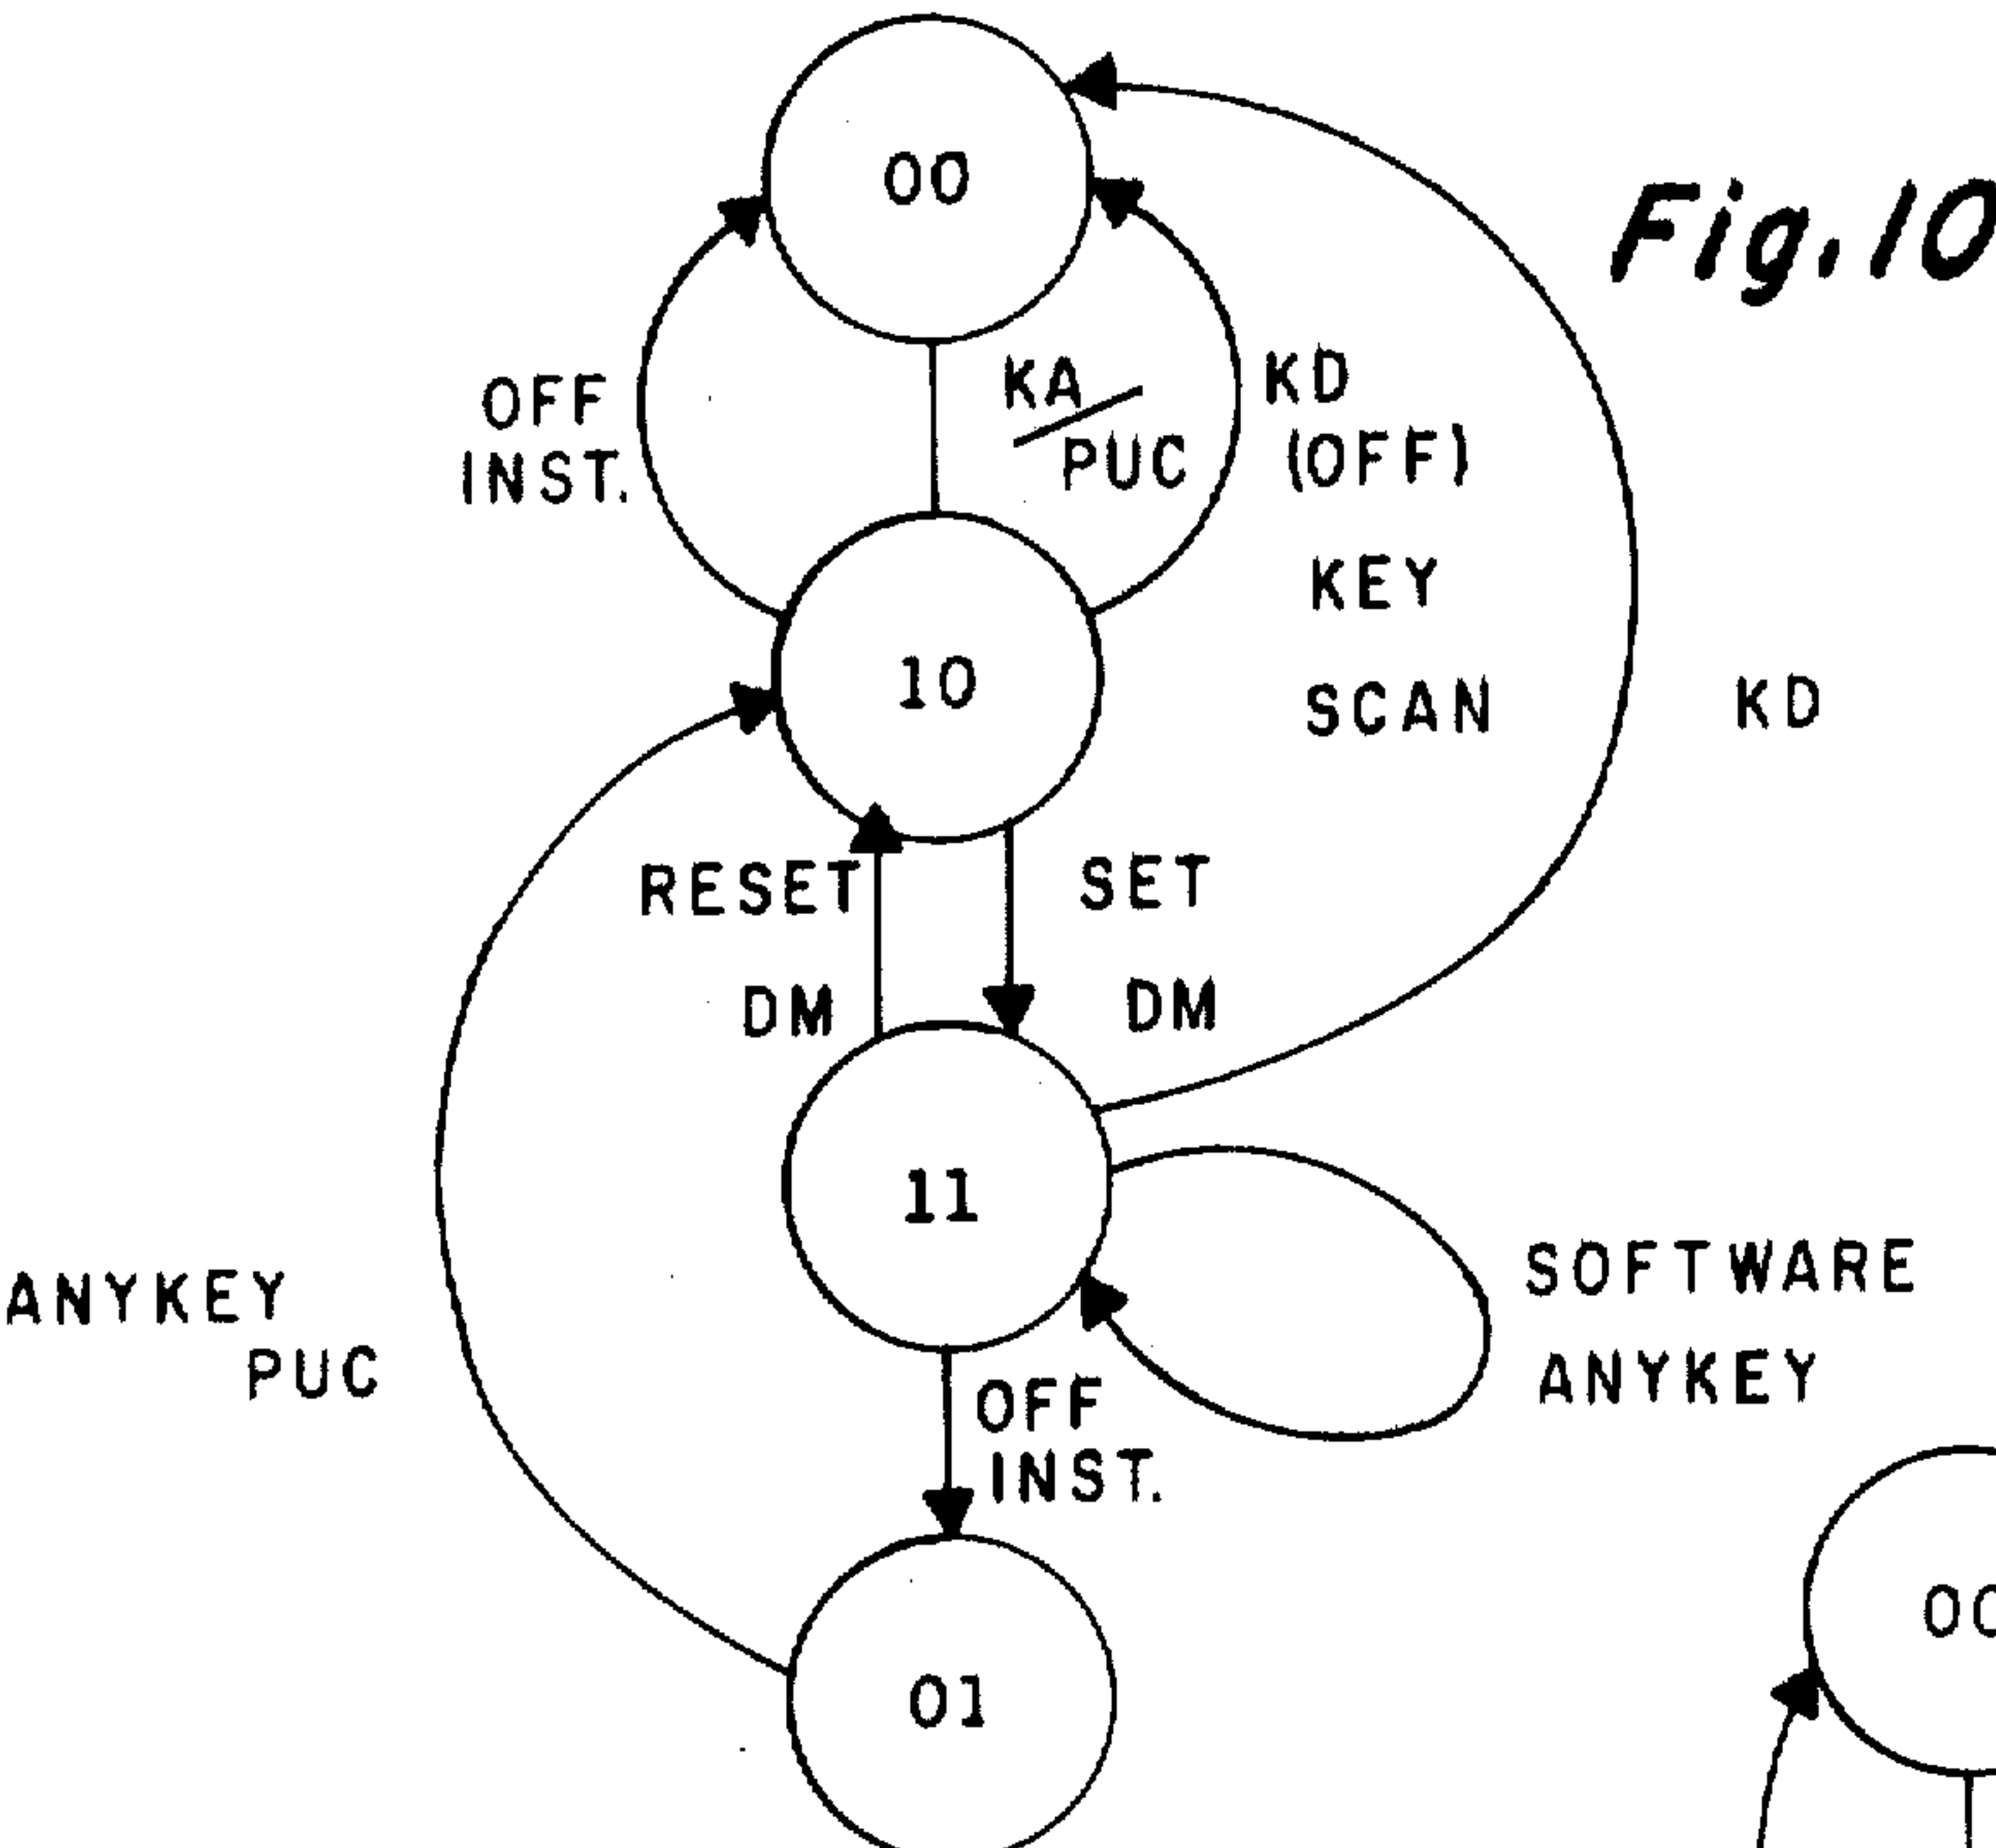 00
Fig.10
OFF
INST.
KA
PUC
KD
(OFF)
KEY
SCAN
KD
10
RESET
DM
SET
DM
11
SOFTWARE
ANYKEY
ANYKEY
PUC
OFF
INST.
01
00